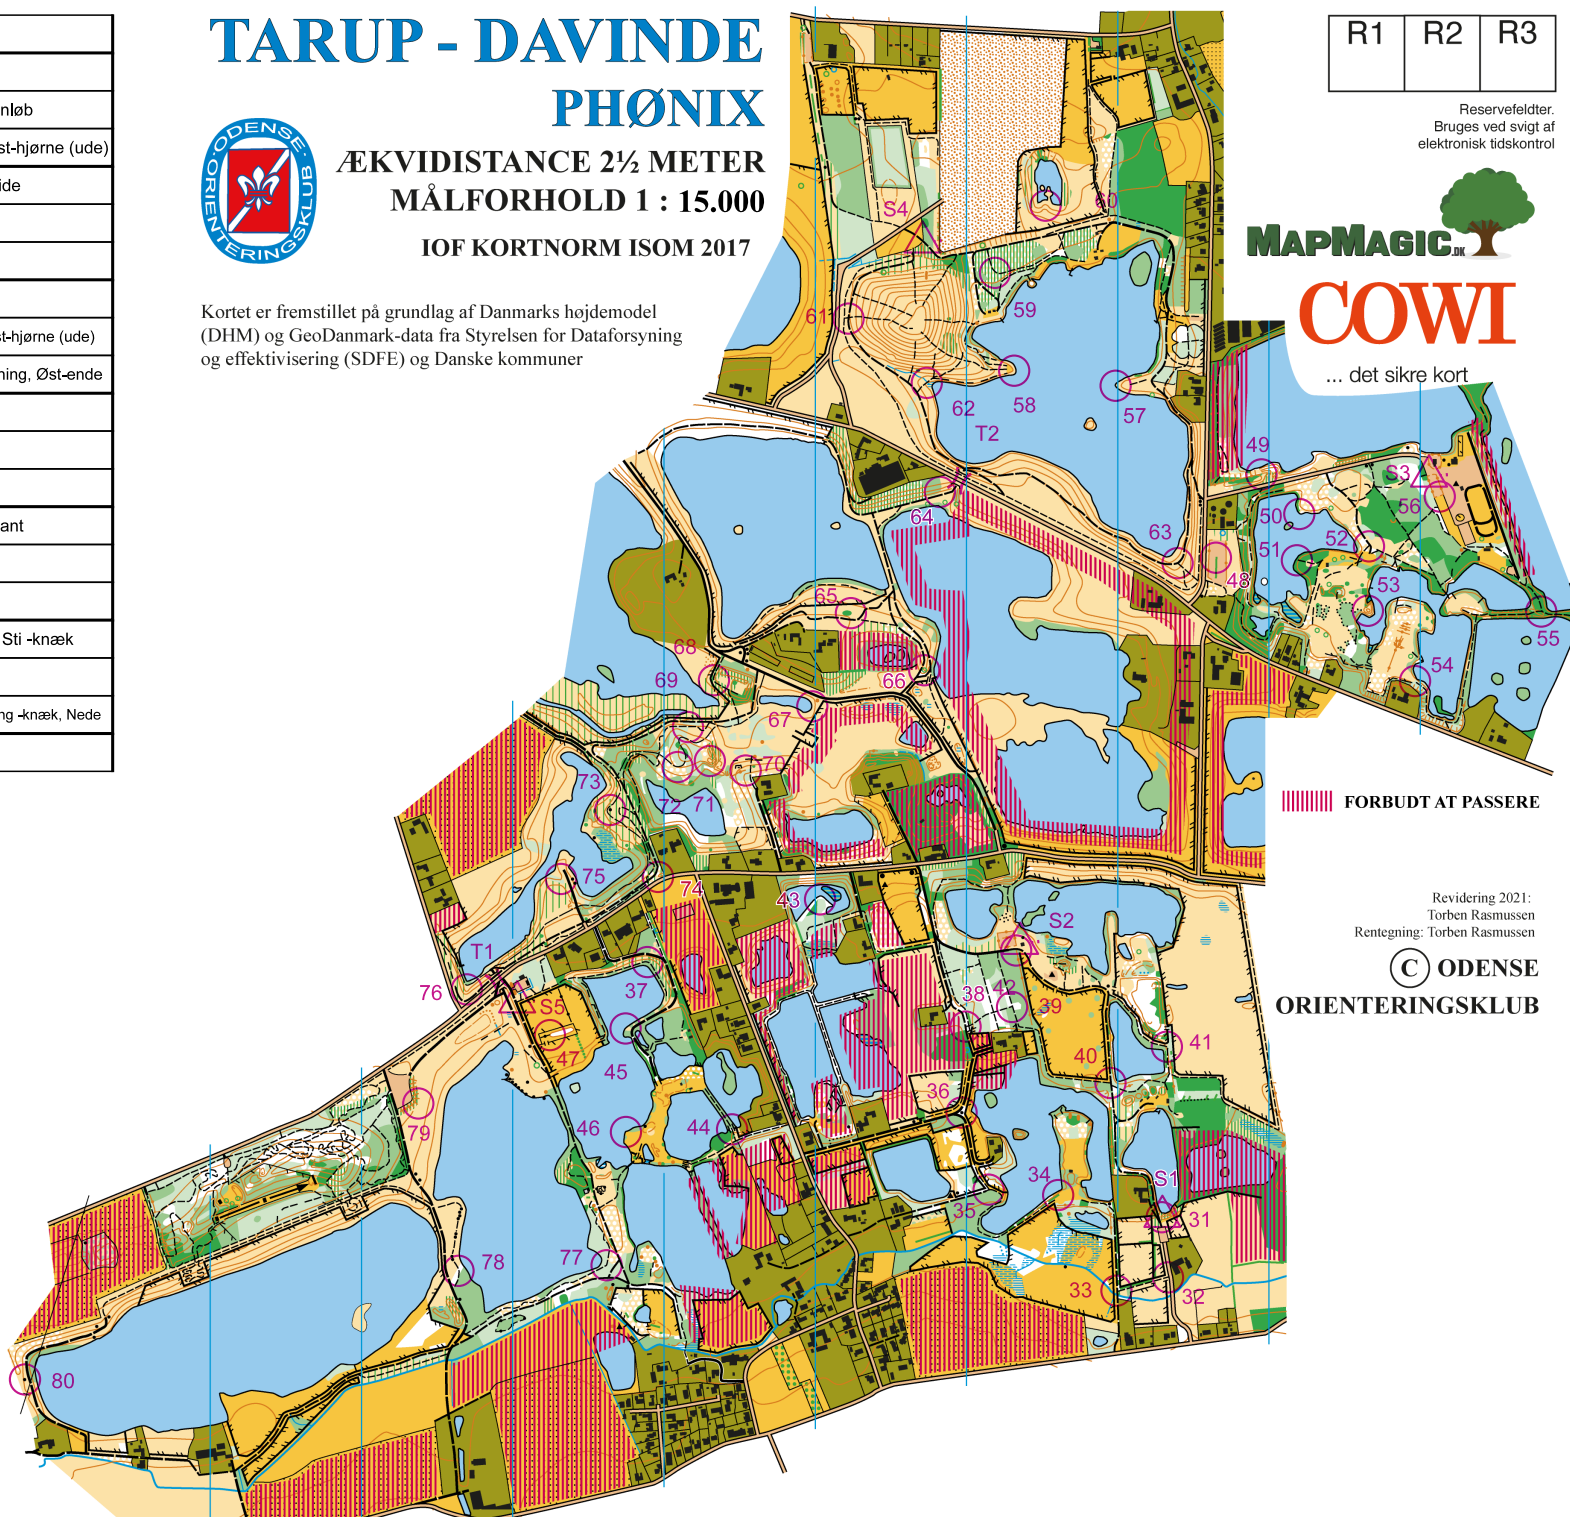 nløb
st-hjørne (ude)
ide
st-hjørne (ude)
ning, Øst-ende
ant
Sti -knæk
ng -knæk, Nede
TARUP - DAVINDE
PHØNIX
ÆKVIDISTANCE 2½ METER
MÅLFORHOLD 1 : 15.000
IOF KORTNORM ISOM 2017
ODENSE
ORIENTERINGSKLUB
Kortet er fremstillet på grundlag af Danmarks højdemodel
(DHM) og GeoDanmark-data fra Styrelsen for Dataforsyning
og effektivisering (SDFE) og Danske kommuner
R1 R2 R3
Reservefeldter.
Bruges ved svigt af
elektronisk tidskontrol
MAPMAGIC.DK
COWI
... det sikre kort
S4
60
59
61
62
58
57
T2
49
S3
56
64
50
63
51
52
48
53
65
55
68
66
54
69
67
70
73
72
71
FORBUDT AT PASSERE
75
74
43
S2
T1
76
37
38
42
39
S5
47
45
40
41
36
79
46
44
34
S1
35
31
78
77
33
32
80
Revidering 2021:
Torben Rasmussen
Rentegning: Torben Rasmussen
C ODENSE
ORIENTERINGSKLUB